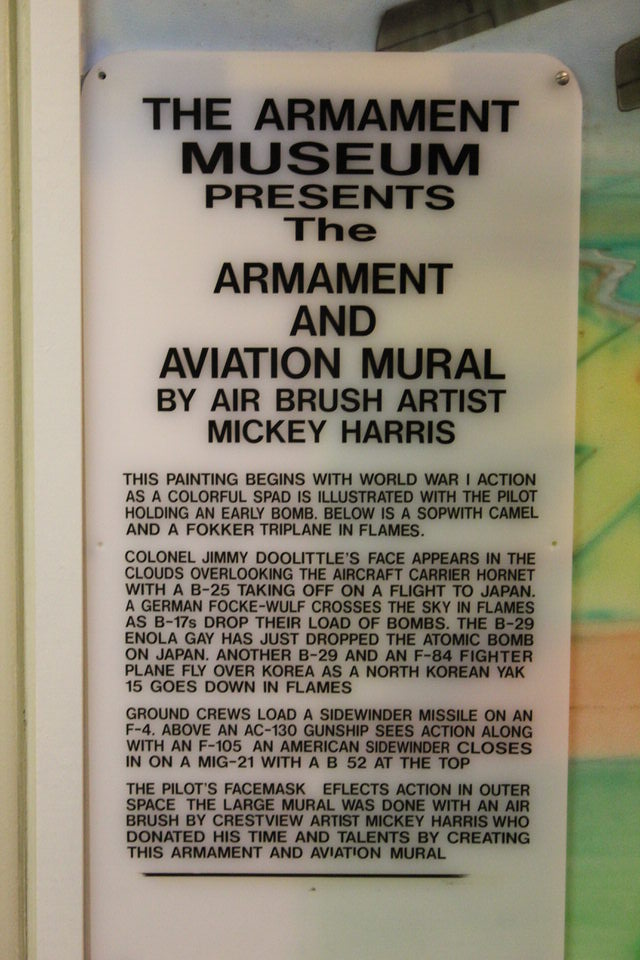 THE ARMAMENT
MUSEUM
PRESENTS
The
ARMAMENT
AND
AVIATION MURAL
BY AIR BRUSH ARTIST
MICKEY HARRIS
THIS PAINTING BEGINS WITH WORLD WAR I ACTION
AS A COLORFUL SPAD IS ILLUSTRATED WITH THE PILOT
HOLDING AN EARLY BOMB. BELOW IS A SOPWITH CAMEL
AND A FOKKER TRIPLANE IN FLAMES.
COLONEL JIMMY DOOLITTLE'S FACE APPEARS IN THE
CLOUDS OVERLOOKING THE AIRCRAFT CARRIER HORNET
WITH A B-25 TAKING OFF ON A FLIGHT TO JAPAN.
A GERMAN FOCKE-WULF CROSSES THE SKY IN FLAMES
AS B-17s DROP THEIR LOAD OF BOMBS. THE B-29
ENOLA GAY HAS JUST DROPPED THE ATOMIC BOMB
ON JAPAN. ANOTHER B-29 AND AN F-84 FIGHTER
PLANE FLY OVER KOREA AS A NORTH KOREAN YAK
15 GOES DOWN IN FLAMES
GROUND CREWS LOAD A SIDEWINDER MISSILE ON AN
F-4. ABOVE AN AC-130 GUNSHIP SEES ACTION ALONG
WITH AN F-105 AN AMERICAN SIDEWINDER CLOSES
IN ON A MIG-21 WITH A B 52 AT THE TOP
THE PILOT'S FACEMASK EFLECTS ACTION IN OUTER
SPACE THE LARGE MURAL WAS DONE WITH AN AIR
BRUSH BY CRESTVIEW ARTIST MICKEY HARRIS WHO
DONATED HIS TIME AND TALENTS BY CREATING
THIS ARMAMENT AND AVIATION MURAL